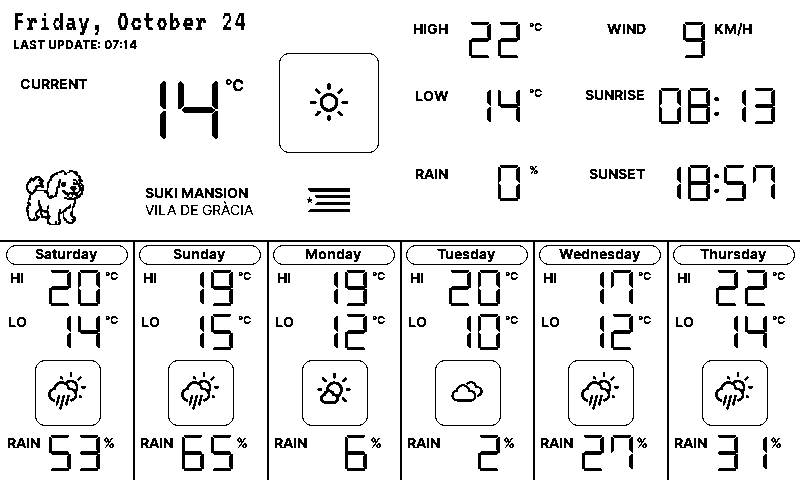 Friday, October 24
LAST UPDATE: 07:14
CURRENT 14 °C
HIGH 22 °C
WIND 9 KM/H
LOW 14 °C
SUNRISE 08:13
RAIN 0 %
SUNSET 18:57
SUKI MANSION
VILA DE GRÀCIA
Saturday
HI 20 °C
LO 14 °C
RAIN 53 %
Sunday
HI 19 °C
LO 15 °C
RAIN 65 %
Monday
HI 19 °C
LO 12 °C
RAIN 6 %
Tuesday
HI 20 °C
LO 10 °C
RAIN 2 %
Wednesday
HI 17 °C
LO 12 °C
RAIN 27 %
Thursday
HI 22 °C
LO 14 °C
RAIN 31 %